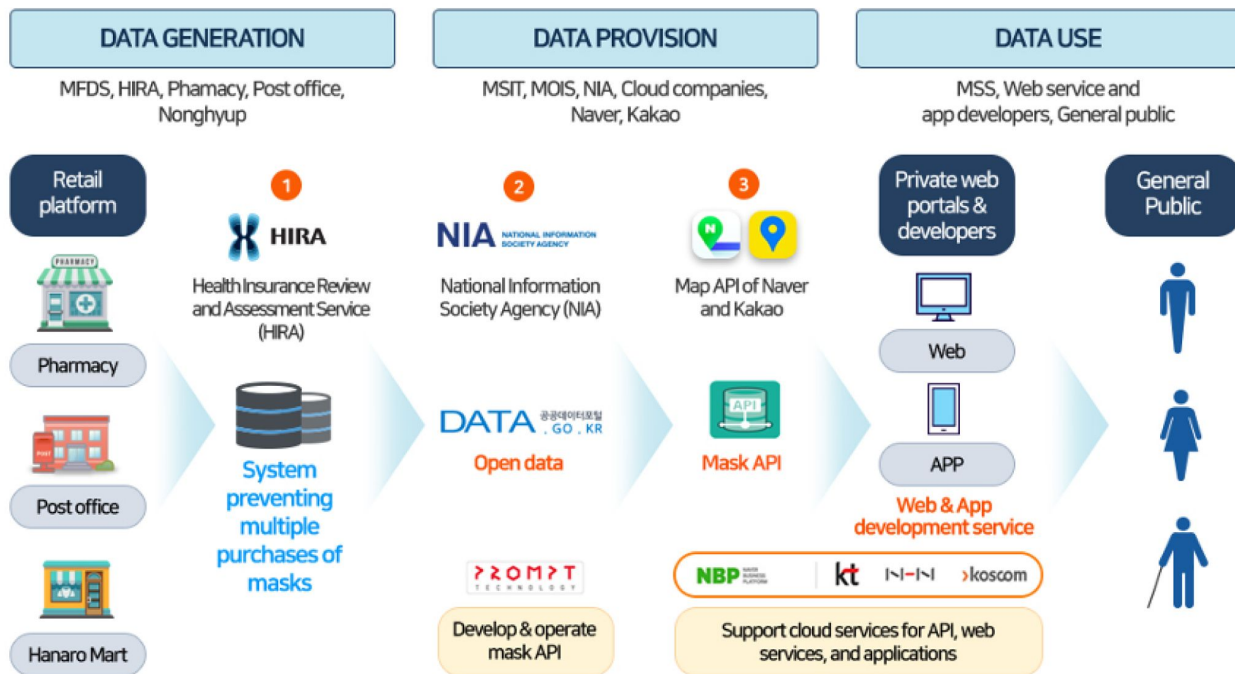 DATA GENERATION
MFDS, HIRA, Phamacy, Post office,
Nonghyup
DATA PROVISION
MSIT, MOIS, NIA, Cloud companies,
Naver, Kakao
DATA USE
MSS, Web service and
app developers, General public
Retail
platform
PHARMACY
Pharmacy
POST
Post office
Hanaro Mart
1
HIRA
Health Insurance Review
and Assessment Service
(HIRA)
System
preventing
multiple
purchases of
masks
2
NIA NATIONAL INFORMATION
SOCIETY AGENCY
National Information
Society Agency (NIA)
DATA 공공데이터포털
.GO.KR
Open data
PROMPT
TECHNOLOGY
Develop & operate
mask API
3
N
Map API of Naver
and Kakao
API
Mask API
NBP NAVER
BUSINESS
PLATFORM
kt
NHN
koscom
Support cloud services for API, web
services, and applications
Private web
portals &
developers
Web
APP
Web & App
development service
General
Public